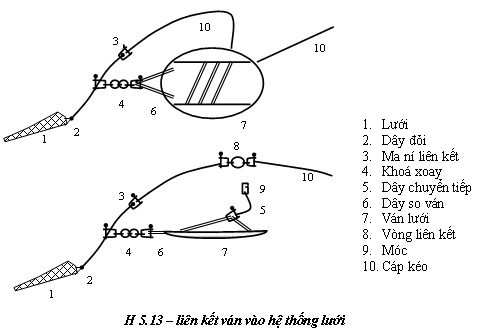 10
3
10
4
6
1
2
7
8
10
9
3
5
4
6
7
2
1
1. Lưới
2. Dây đõi
3. Ma ní liên kết
4. Khoá xoay
5. Dây chuyển tiếp
6. Dây so ván
7. Ván lưới
8. Vòng liên kết
9. Móc
10. Cáp kéo
H 5.13 – liên kết ván vào hệ thống lưới